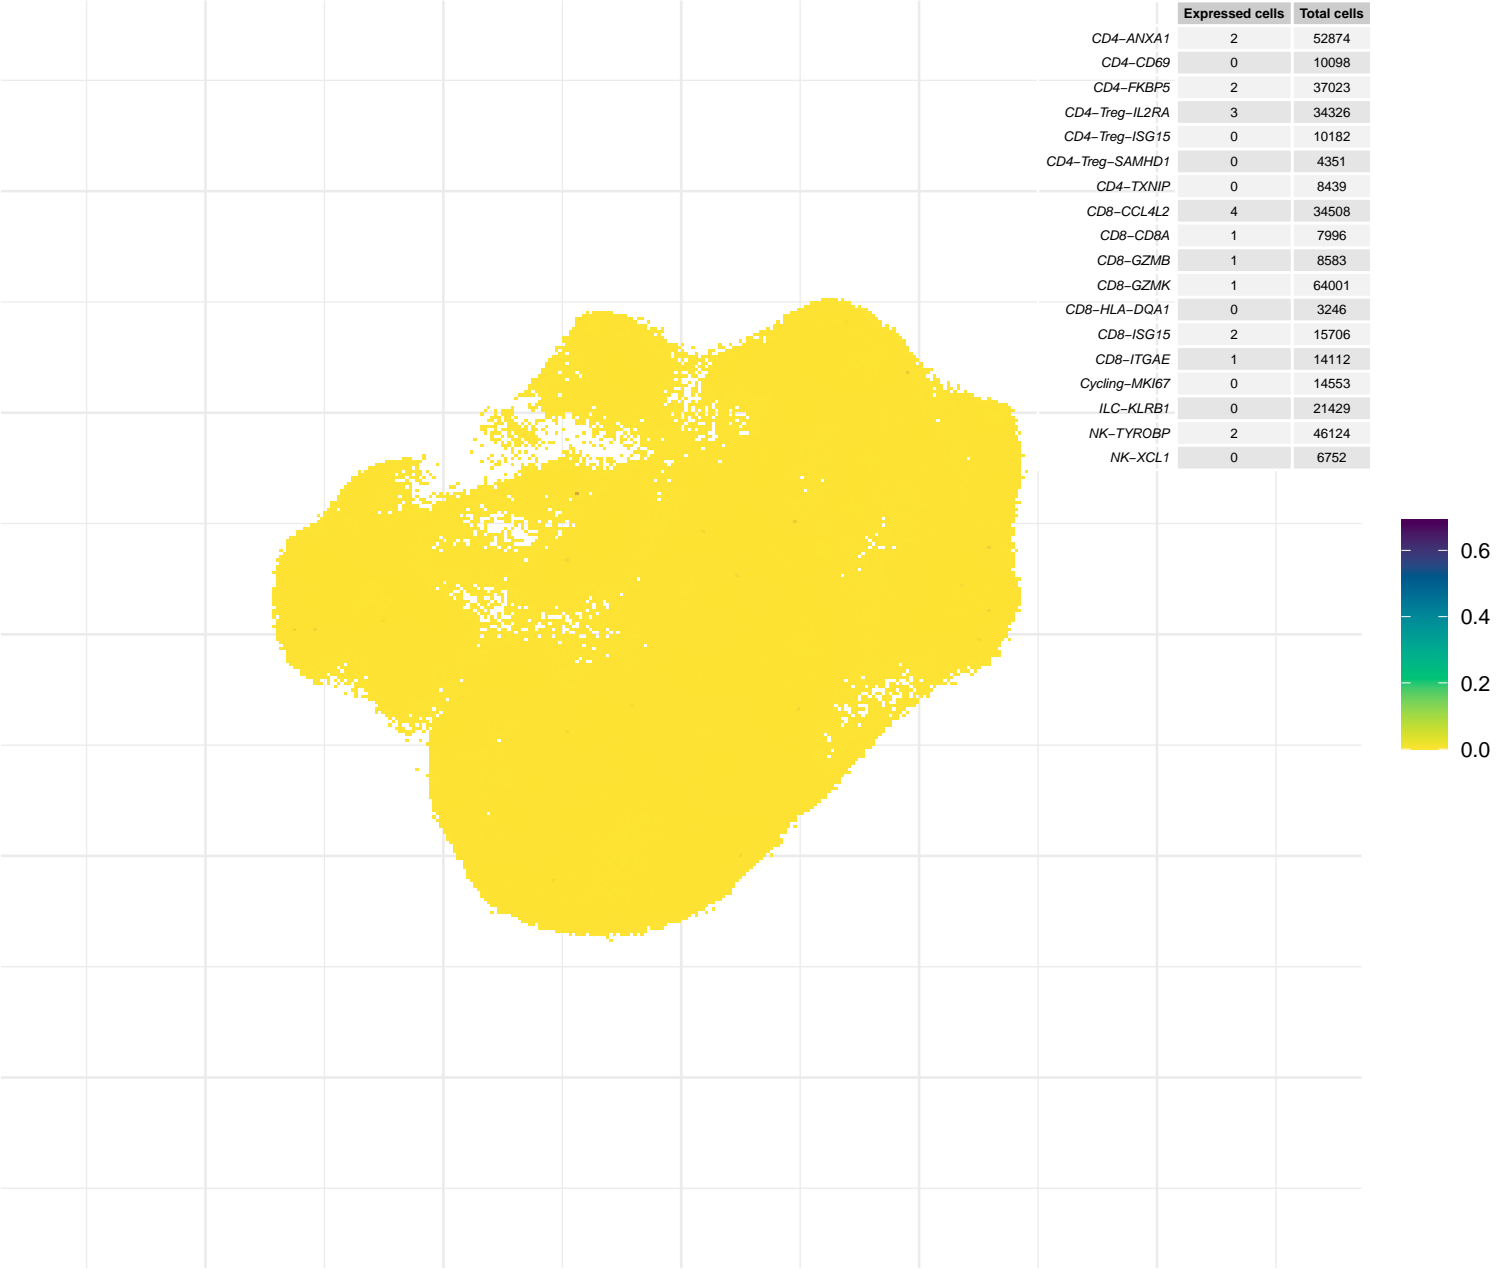 Expressed cells Total cells
CD4−ANXA1 2 52874
CD4−CD69 0 10098
CD4−FKBP5 2 37023
CD4−Treg−IL2RA 3 34326
CD4−Treg−ISG15 0 10182
CD4−Treg−SAMHD1 0 4351
CD4−TXNIP 0 8439
CD8−CCL4L2 4 34508
CD8−CD8A 1 7996
CD8−GZMB 1 8583
CD8−GZMK 1 64001
CD8−HLA−DQA1 0 3246
CD8−ISG15 2 15706
CD8−ITGAE 1 14112
Cycling−MKI67 0 14553
ILC−KLRB1 0 21429
NK−TYROBP 2 46124
NK−XCL1 0 6752
0.6
0.4
0.2
0.0